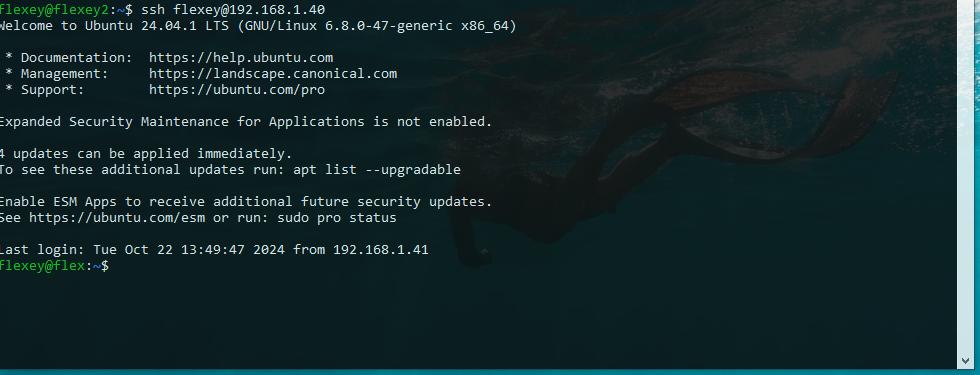 flexey@flexey2:~$ ssh flexey@192.168.1.40
Welcome to Ubuntu 24.04.1 LTS (GNU/Linux 6.8.0-47-generic x86_64)
* Documentation: https://help.ubuntu.com
* Management: https://landscape.canonical.com
* Support: https://ubuntu.com/pro
Expanded Security Maintenance for Applications is not enabled.
4 updates can be applied immediately.
To see these additional updates run: apt list --upgradable
Enable ESM Apps to receive additional future security updates.
See https://ubuntu.com/esm or run: sudo pro status
Last login: Tue Oct 22 13:49:47 2024 from 192.168.1.41
flexey@flex:~$